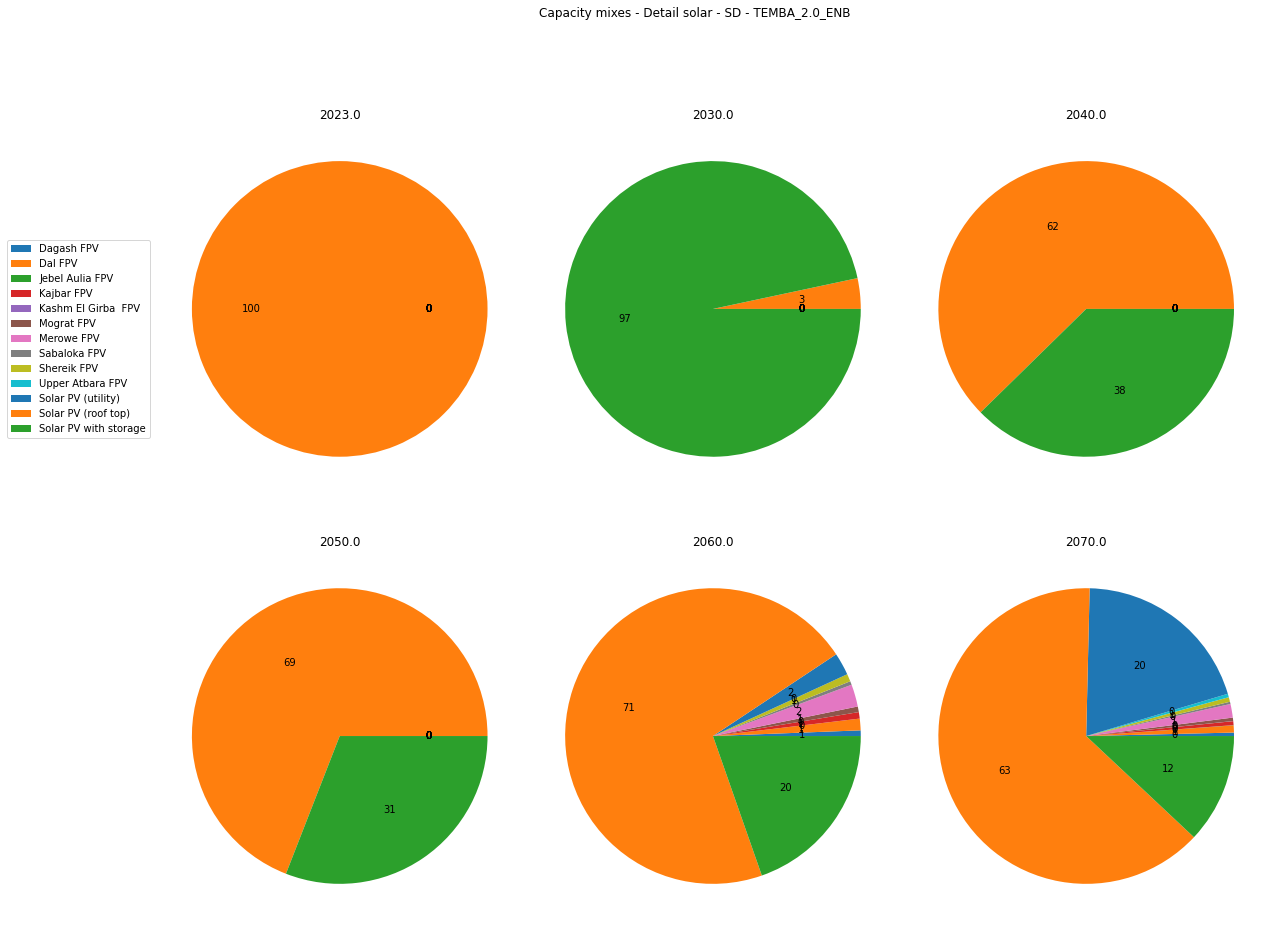 Capacity mixes - Detail solar - SD - TEMBA_2.0_ENB
2023.0
2030.0
2040.0
Dagash FPV
Dal FPV
Jebel Aulia FPV
Kajbar FPV
Kashm El Girba  FPV
Mograt FPV
Merowe FPV
Sabaloka FPV
Shereik FPV
Upper Atbara FPV
Solar PV (utility)
Solar PV (roof top)
Solar PV with storage
100
0
97
3
0
62
0
38
2050.0
2060.0
2070.0
69
0
31
71
2
2
1
20
63
20
12